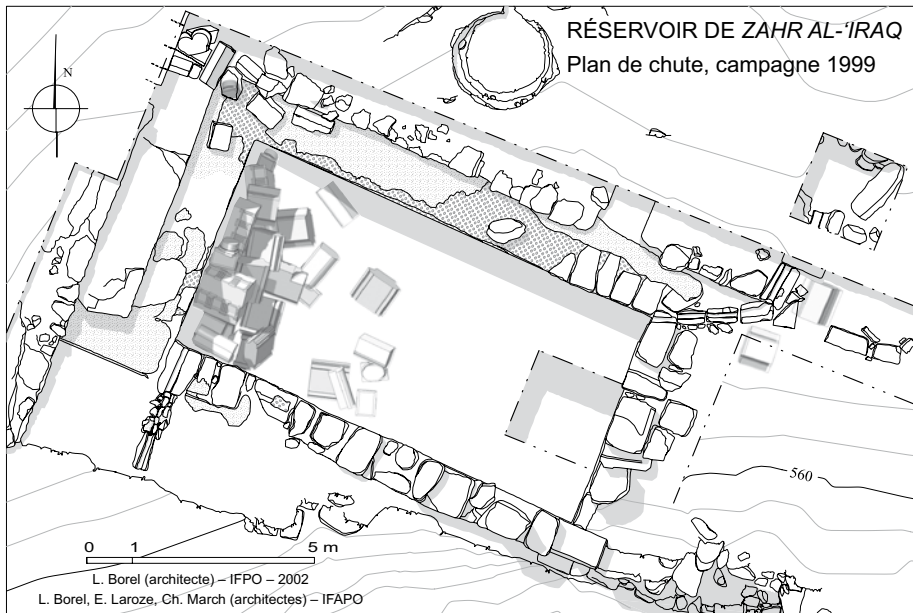 RÉSERVOIR DE ZAHR AL-‘IRAQ
Plan de chute, campagne 1999
N
560
0 1 5 m
L. Borel (architecte) – IFPO – 2002
L. Borel, E. Laroze, Ch. March (architectes) – IFAPO